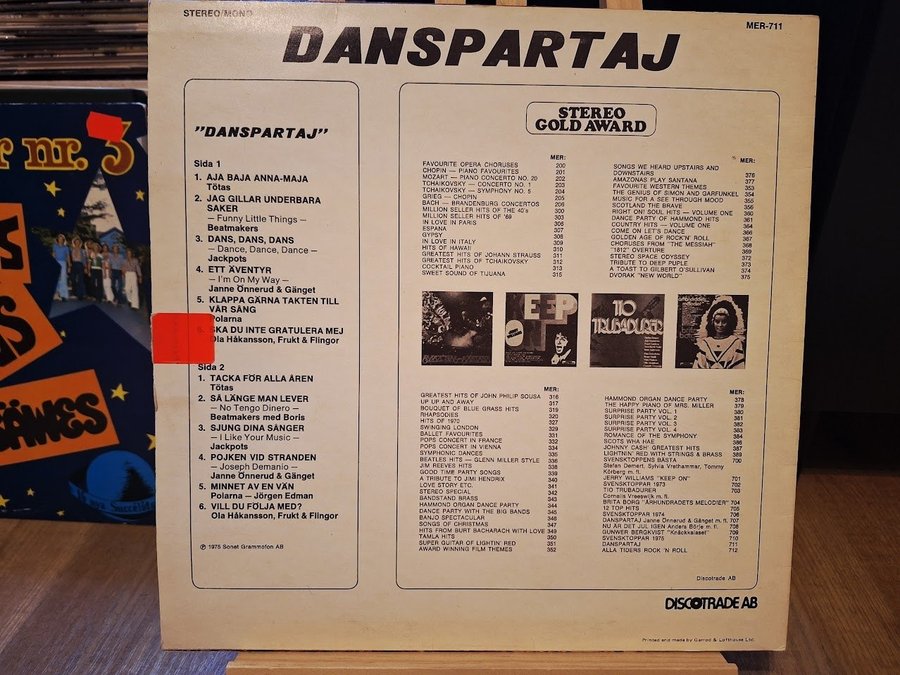 STEREO/MONO
MER-711
DANSPARTAJ
r nr. 3
"DANSPARTAJ"
Sida 1
1. AJA BAJA ANNA-MAJA
Tötas
2. JAG GILLAR UNDERBARA
SAKER
— Funny Little Things —
Beatmakers
3. DANS, DANS, DANS
— Dance, Dance, Dance —
Jackpots
4. ETT ÄVENTYR
— I'm On My Way —
Janne Önnerud & Gänget
5. KLAPPA GÄRNA TAKTEN TILL
VÅR SÅNG
Polarna
6. SKA DU INTE GRATULERA MEJ
Ola Håkansson, Frukt & Flingor
Sida 2
1. TACKA FÖR ALLA ÅREN
Tötas
2. SÅ LÄNGE MAN LEVER
— No Tengo Dinero —
Beatmakers med Boris
3. SJUNG DINA SÅNGER
— I Like Your Music —
Jackpots
4. POJKEN VID STRANDEN
— Joseph Demanio —
Janne Önnerud & Gänget
5. MINNET AV EN VÄN
Polarna — Jörgen Edman
6. VILL DU FÖLJA MED?
Ola Håkansson, Frukt & Flingor
℗ 1975 Sonet Grammofon AB
STEREO
GOLD AWARD
MER:
FAVOURITE OPERA CHORUSES 200
CHOPIN — PIANO FAVOURITES 201
MOZART — PIANO CONCERTO NO. 20 202
TCHAIKOVSKY — CONCERTO NO. 1 203
TCHAIKOVSKY — SYMPHONY NO. 5 204
GRIEG — CHOPIN 205
BACH — BRANDENBURG CONCERTOS 206
MILLION SELLER HITS OF THE 40's 300
MILLION SELLER HITS OF '69 303
IN LOVE IN PARIS 306
ESPANA 307
GYPSY 308
IN LOVE IN ITALY 309
HITS OF HAWAII 310
GREATEST HITS OF JOHANN STRAUSS 311
GREATEST HITS OF TCHAIKOVSKY 312
COCKTAIL PIANO 313
SWEET SOUND OF TIJUANA 315
MER:
SONGS WE HEARD UPSTAIRS AND
DOWNSTAIRS 376
AMAZONAS PLAY SANTANA 377
FAVOURITE WESTERN THEMES 353
THE GENIUS OF SIMON AND GARFUNKEL 354
MUSIC FOR A SEE THROUGH MOOD 355
SCOTLAND THE BRAVE 356
RIGHT ON! SOUL HITS — VOLUME ONE 360
DANCE PARTY OF HAMMOND HITS 361
COUNTRY HITS — VOLUME ONE 364
COME ON LET'S DANCE 366
GOLDEN AGE OF ROCK'N' ROLL 367
CHORUSES FROM "THE MESSIAH" 368
"1812" OVERTURE 369
STEREO SPACE ODYSSEY 372
TRIBUTE TO DEEP PUPLE 373
A TOAST TO GILBERT O'SULLIVAN 374
DVORAK "NEW WORLD" 375
KEEP
ON
TIO
TRUBADURER
MER:
GREATEST HITS OF JOHN PHILIP SOUSA 316
UP UP AND AWAY 317
BOUQUET OF BLUE GRASS HITS 319
RHAPSODIES 320
HITS OF 1970 327
SWINGING LONDON 329
BALLET FAVOURITES 331
POPS CONCERT IN FRANCE 332
POPS CONCERT IN VIENNA 334
SYMPHONIC DANCES 335
BEATLES HITS — GLENN MILLER STYLE 336
JIM REEVES HITS 338
GOOD TIME PARTY SONGS 339
A TRIBUTE TO JIMI HENDRIX 340
LOVE STORY ETC. 341
STEREO SPECIAL 342
BANDSTAND BRASS 343
HAMMOND ORGAN DANCE PARTY 344
DANCE PARTY WITH THE BIG BANDS 345
BANJO SPECTACULAR 346
SONGS OF CHRISTMAS 347
HITS FROM BURT BACHARACH WITH LOVE 349
TAMLA HITS 350
SUPER GUITAR OF LIGHTIN' RED 351
AWARD WINNING FILM THEMES 352
MER:
HAMMOND ORGAN DANCE PARTY 378
THE HAPPY PIANO OF MRS. MILLER 379
SURPRISE PARTY VOL. 1 380
SURPRISE PARTY VOL. 2 381
SURPRISE PARTY VOL. 3 382
SURPRISE PARTY VOL. 4 383
ROMANCE OF THE SYMPHONY 384
SCOTS WHA HAE 386
JOHNNY CASH' GREATEST HITS 387
LIGHTNIN' RED WITH STRINGS & BRASS 389
SVENSKTOPPENS BÄSTA 700
Stefan Demert, Sylvia Vrethammar, Tommy
Körberg m. fl.
JERRY WILLIAMS "KEEP ON" 701
SVENSKTOPPAR 1973 702
TIO TRUBADURER 703
Cornelis Vreeswijk m. fl.
BRITA BORG "ÅRHUNDRADETS MELODIER" 704
12 TOP HITS 705
SVENSKTOPPAR 1974 706
DANSPARTAJ Janne Önnerud & Gänget m. fl. 707
NU ÄR DET JUL IGEN Anders Börje m. fl. 708
GUNWER BERGKVIST "Knäckvalaset" 709
SVENSKTOPPAR 1975 710
DANSPARTAJ 711
ALLA TIDERS ROCK 'N ROLL 712
Discotrade AB
DISCOTRADE AB
Printed and made by Garrod & Lofthouse Ltd.